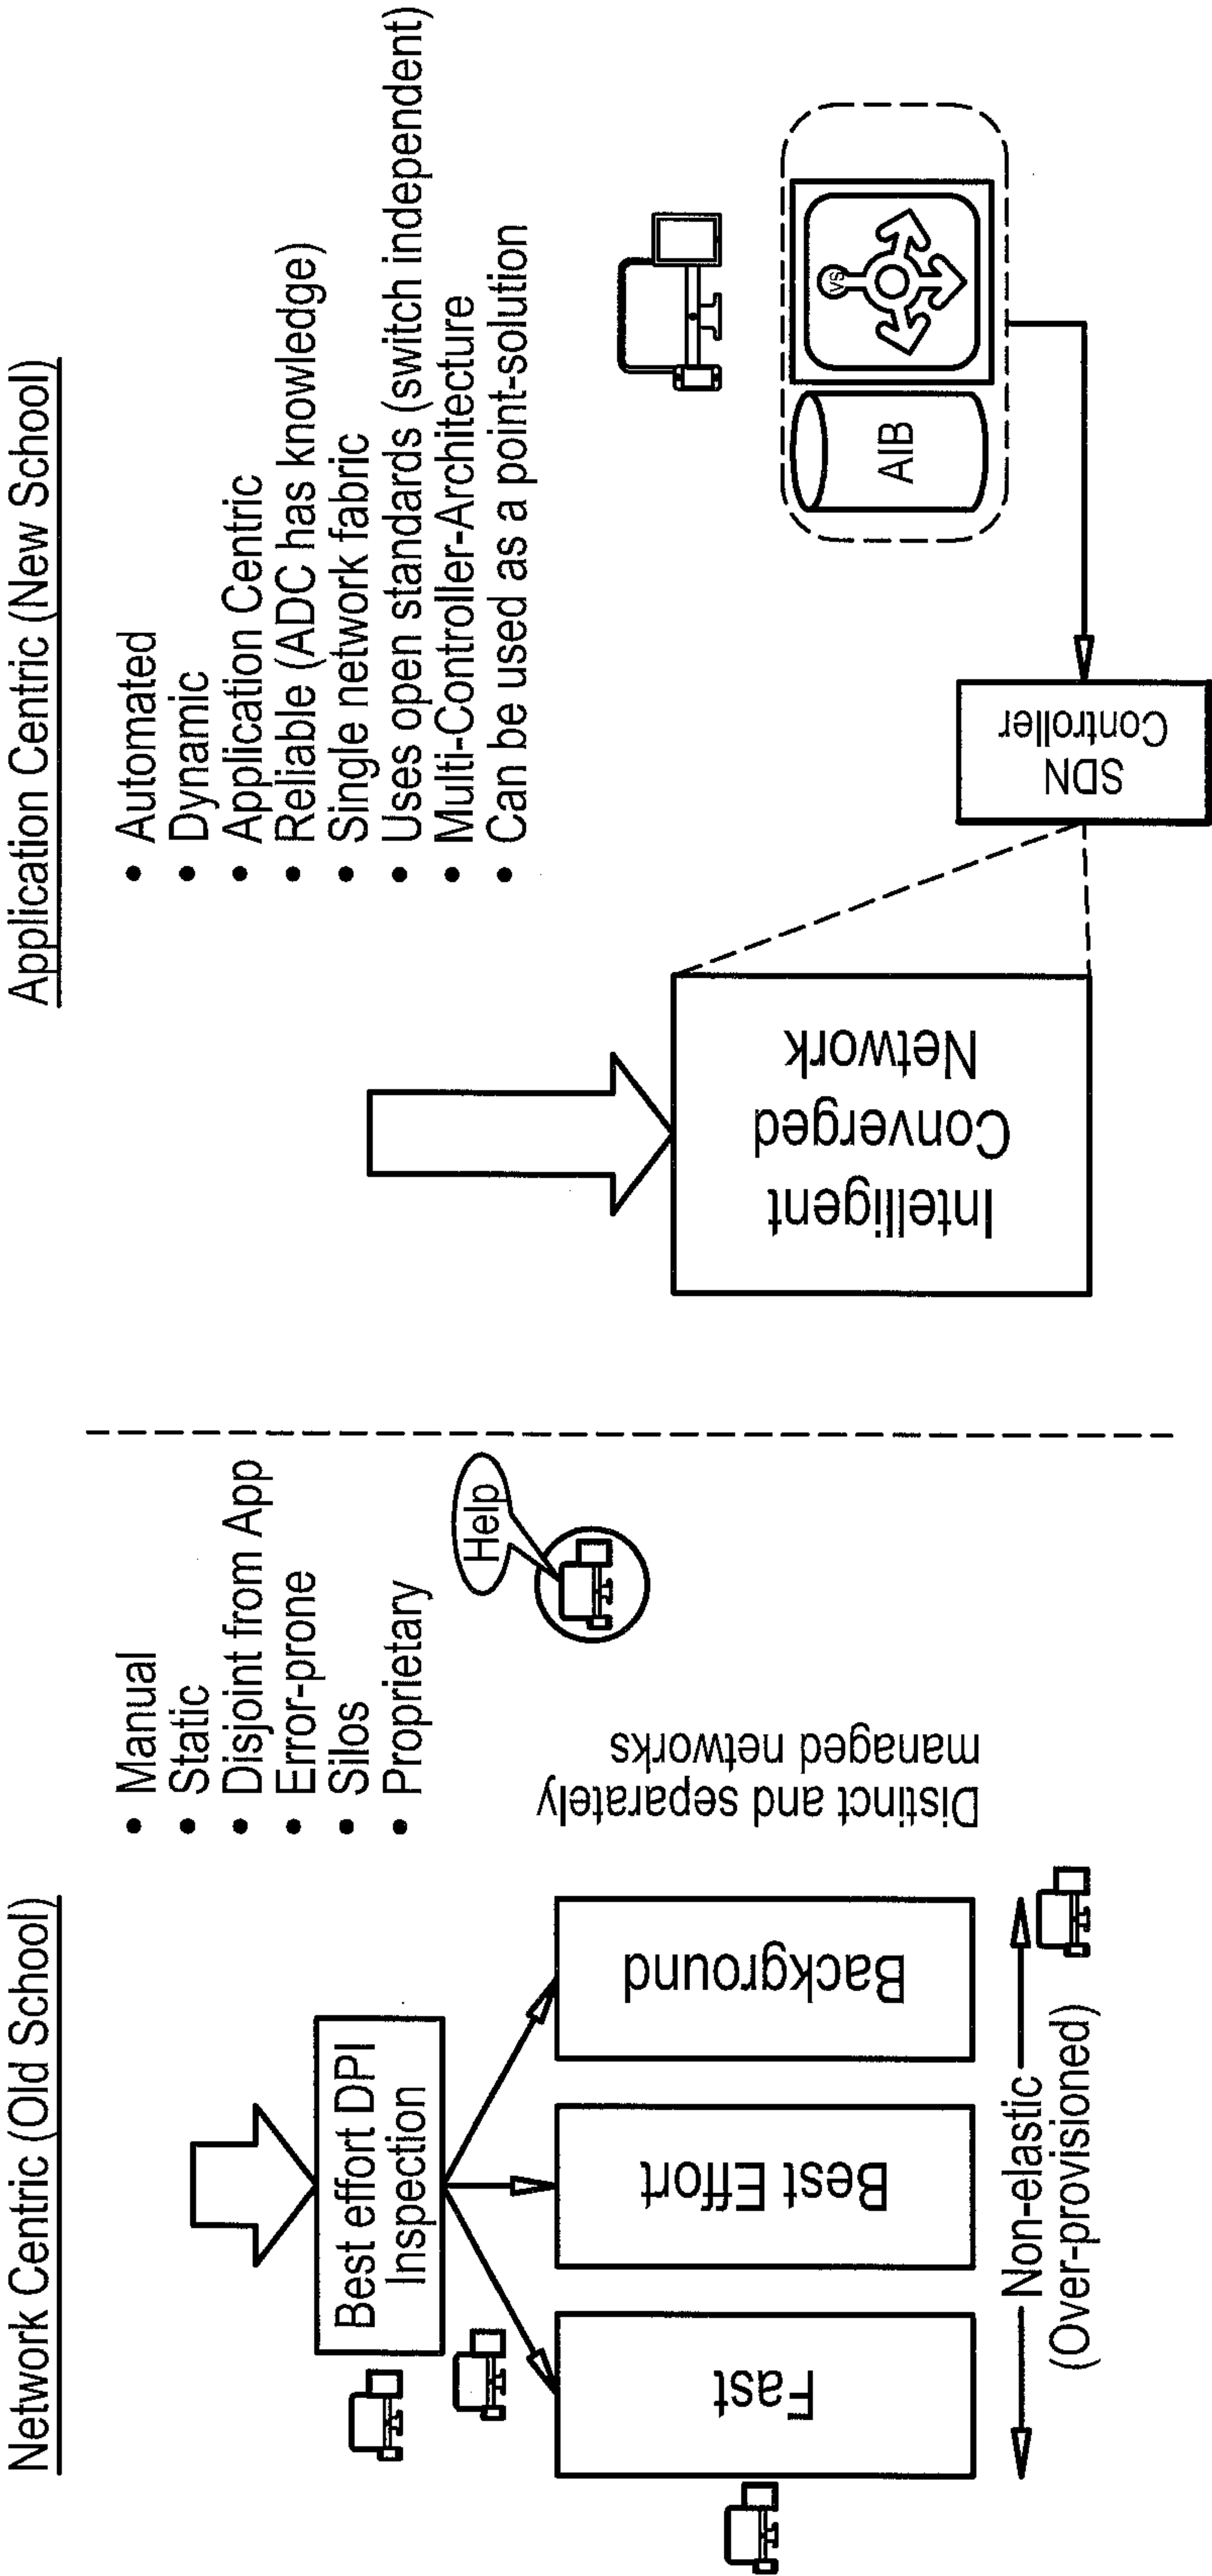 Network Centric (Old School)
• Manual
• Static
• Disjoint from App
• Error-prone
• Silos
• Proprietary
Best effort DPI
Inspection
Help
Fast
Best Effort
Background
Distinct and separately
managed networks
Non-elastic
(Over-provisioned)
Application Centric (New School)
• Automated
• Dynamic
• Application Centric
• Reliable (ADC has knowledge)
• Single network fabric
• Uses open standards (switch independent)
• Multi-Controller-Architecture
• Can be used as a point-solution
Intelligent
Converged
Network
SDN
Controller
AIB
VS